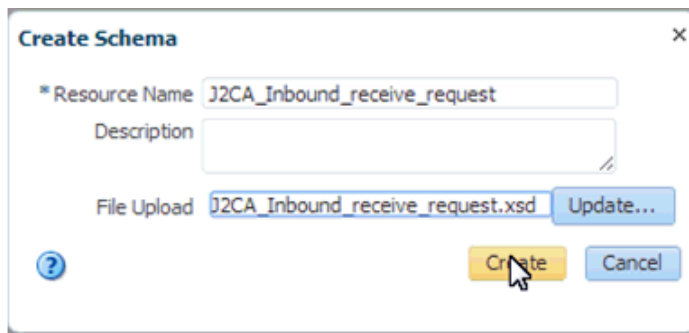 Create Schema
* Resource Name J2CA_Inbound_receive_request
Description
File Upload J2CA_Inbound_receive_request.xsd Update...
Create Cancel